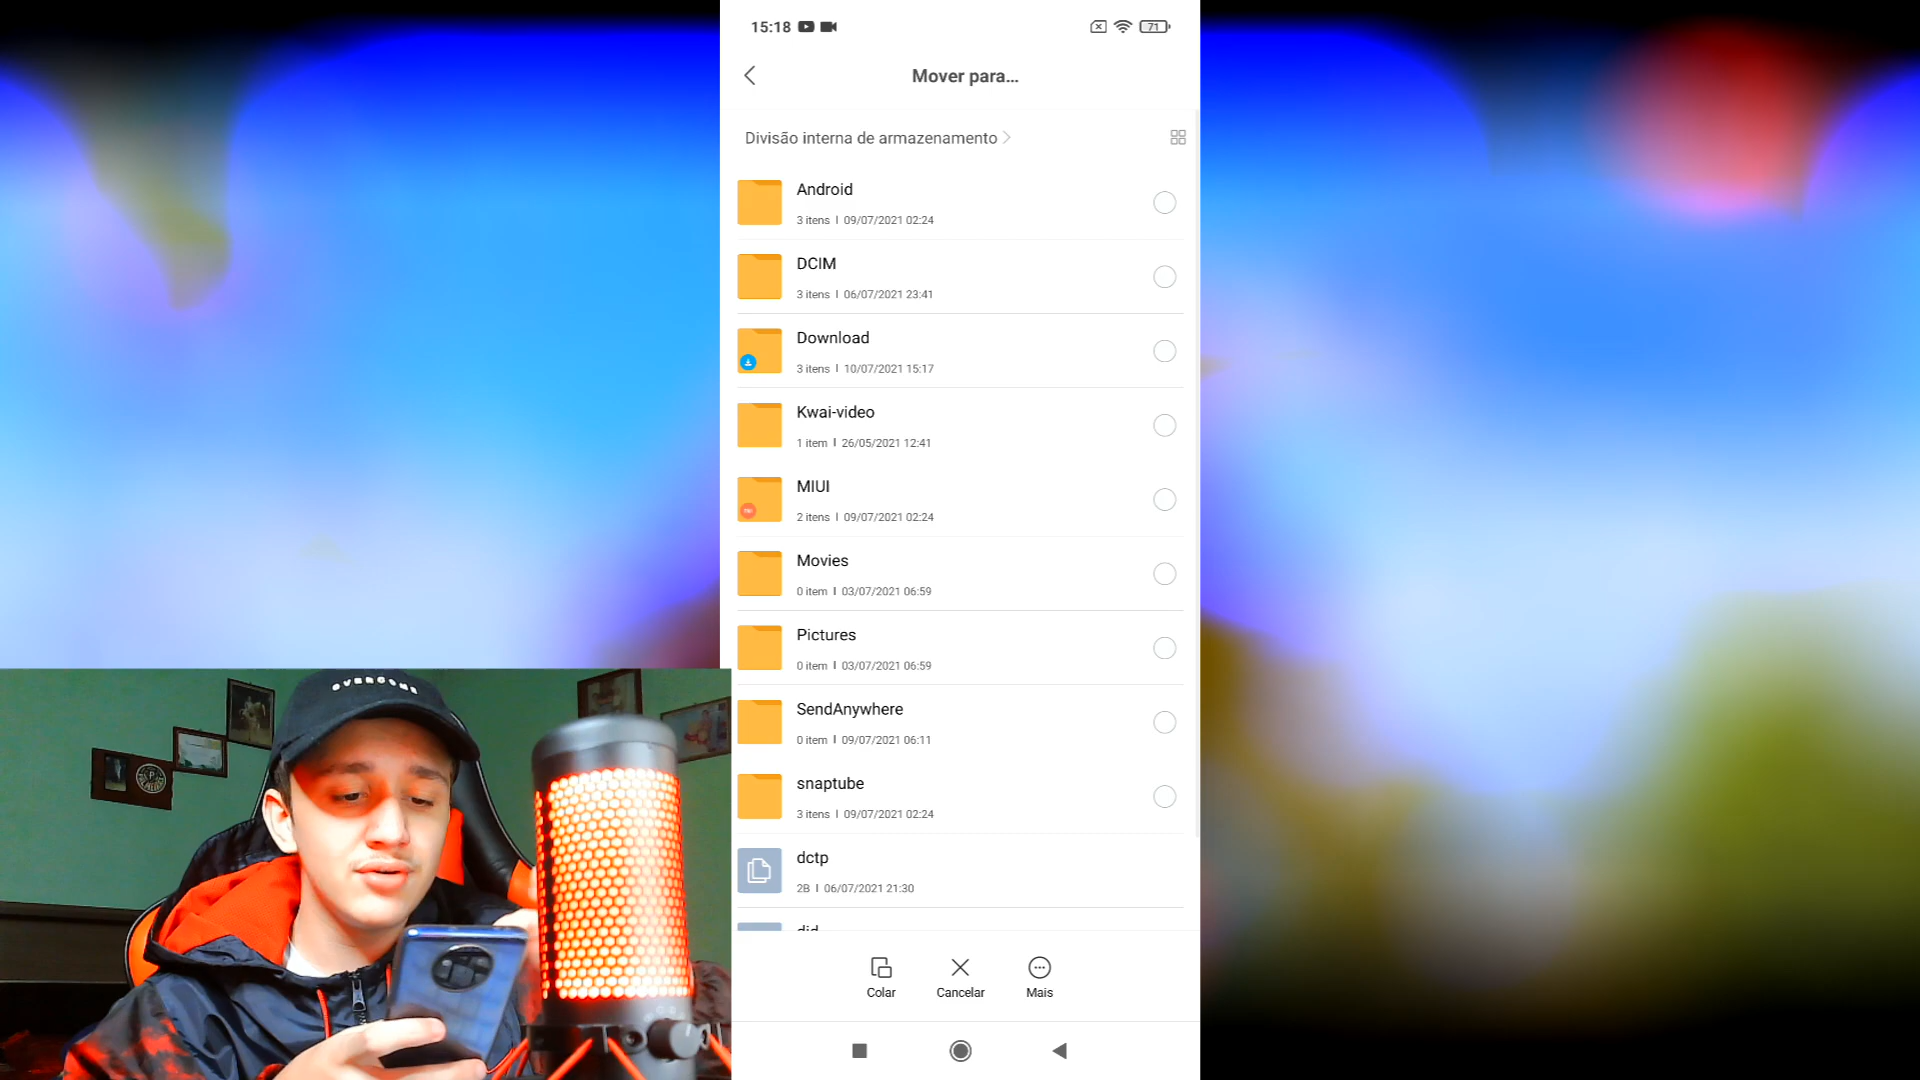 15:18
71
Mover para...
Divisão interna de armazenamento
Android
3 itens | 09/07/2021 02:24
DCIM
3 itens | 06/07/2021 23:41
Download
3 itens | 10/07/2021 15:17
Kwai-video
1 item | 26/05/2021 12:41
MIUI
2 itens | 09/07/2021 02:24
Movies
0 item | 03/07/2021 06:59
Pictures
0 item | 03/07/2021 06:59
SendAnywhere
0 item | 09/07/2021 06:11
snaptube
3 itens | 09/07/2021 02:24
dctp
2B | 06/07/2021 21:30
did
Colar
Cancelar
Mais
OVERCOME